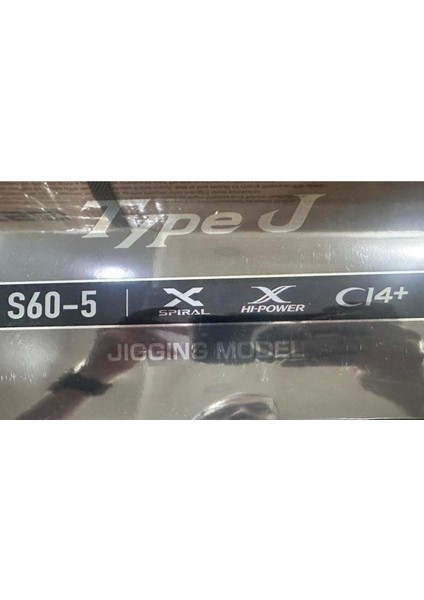 Type J
S60-5 | X SPIRAL X HI-POWER CI4+
JIGGING MODEL